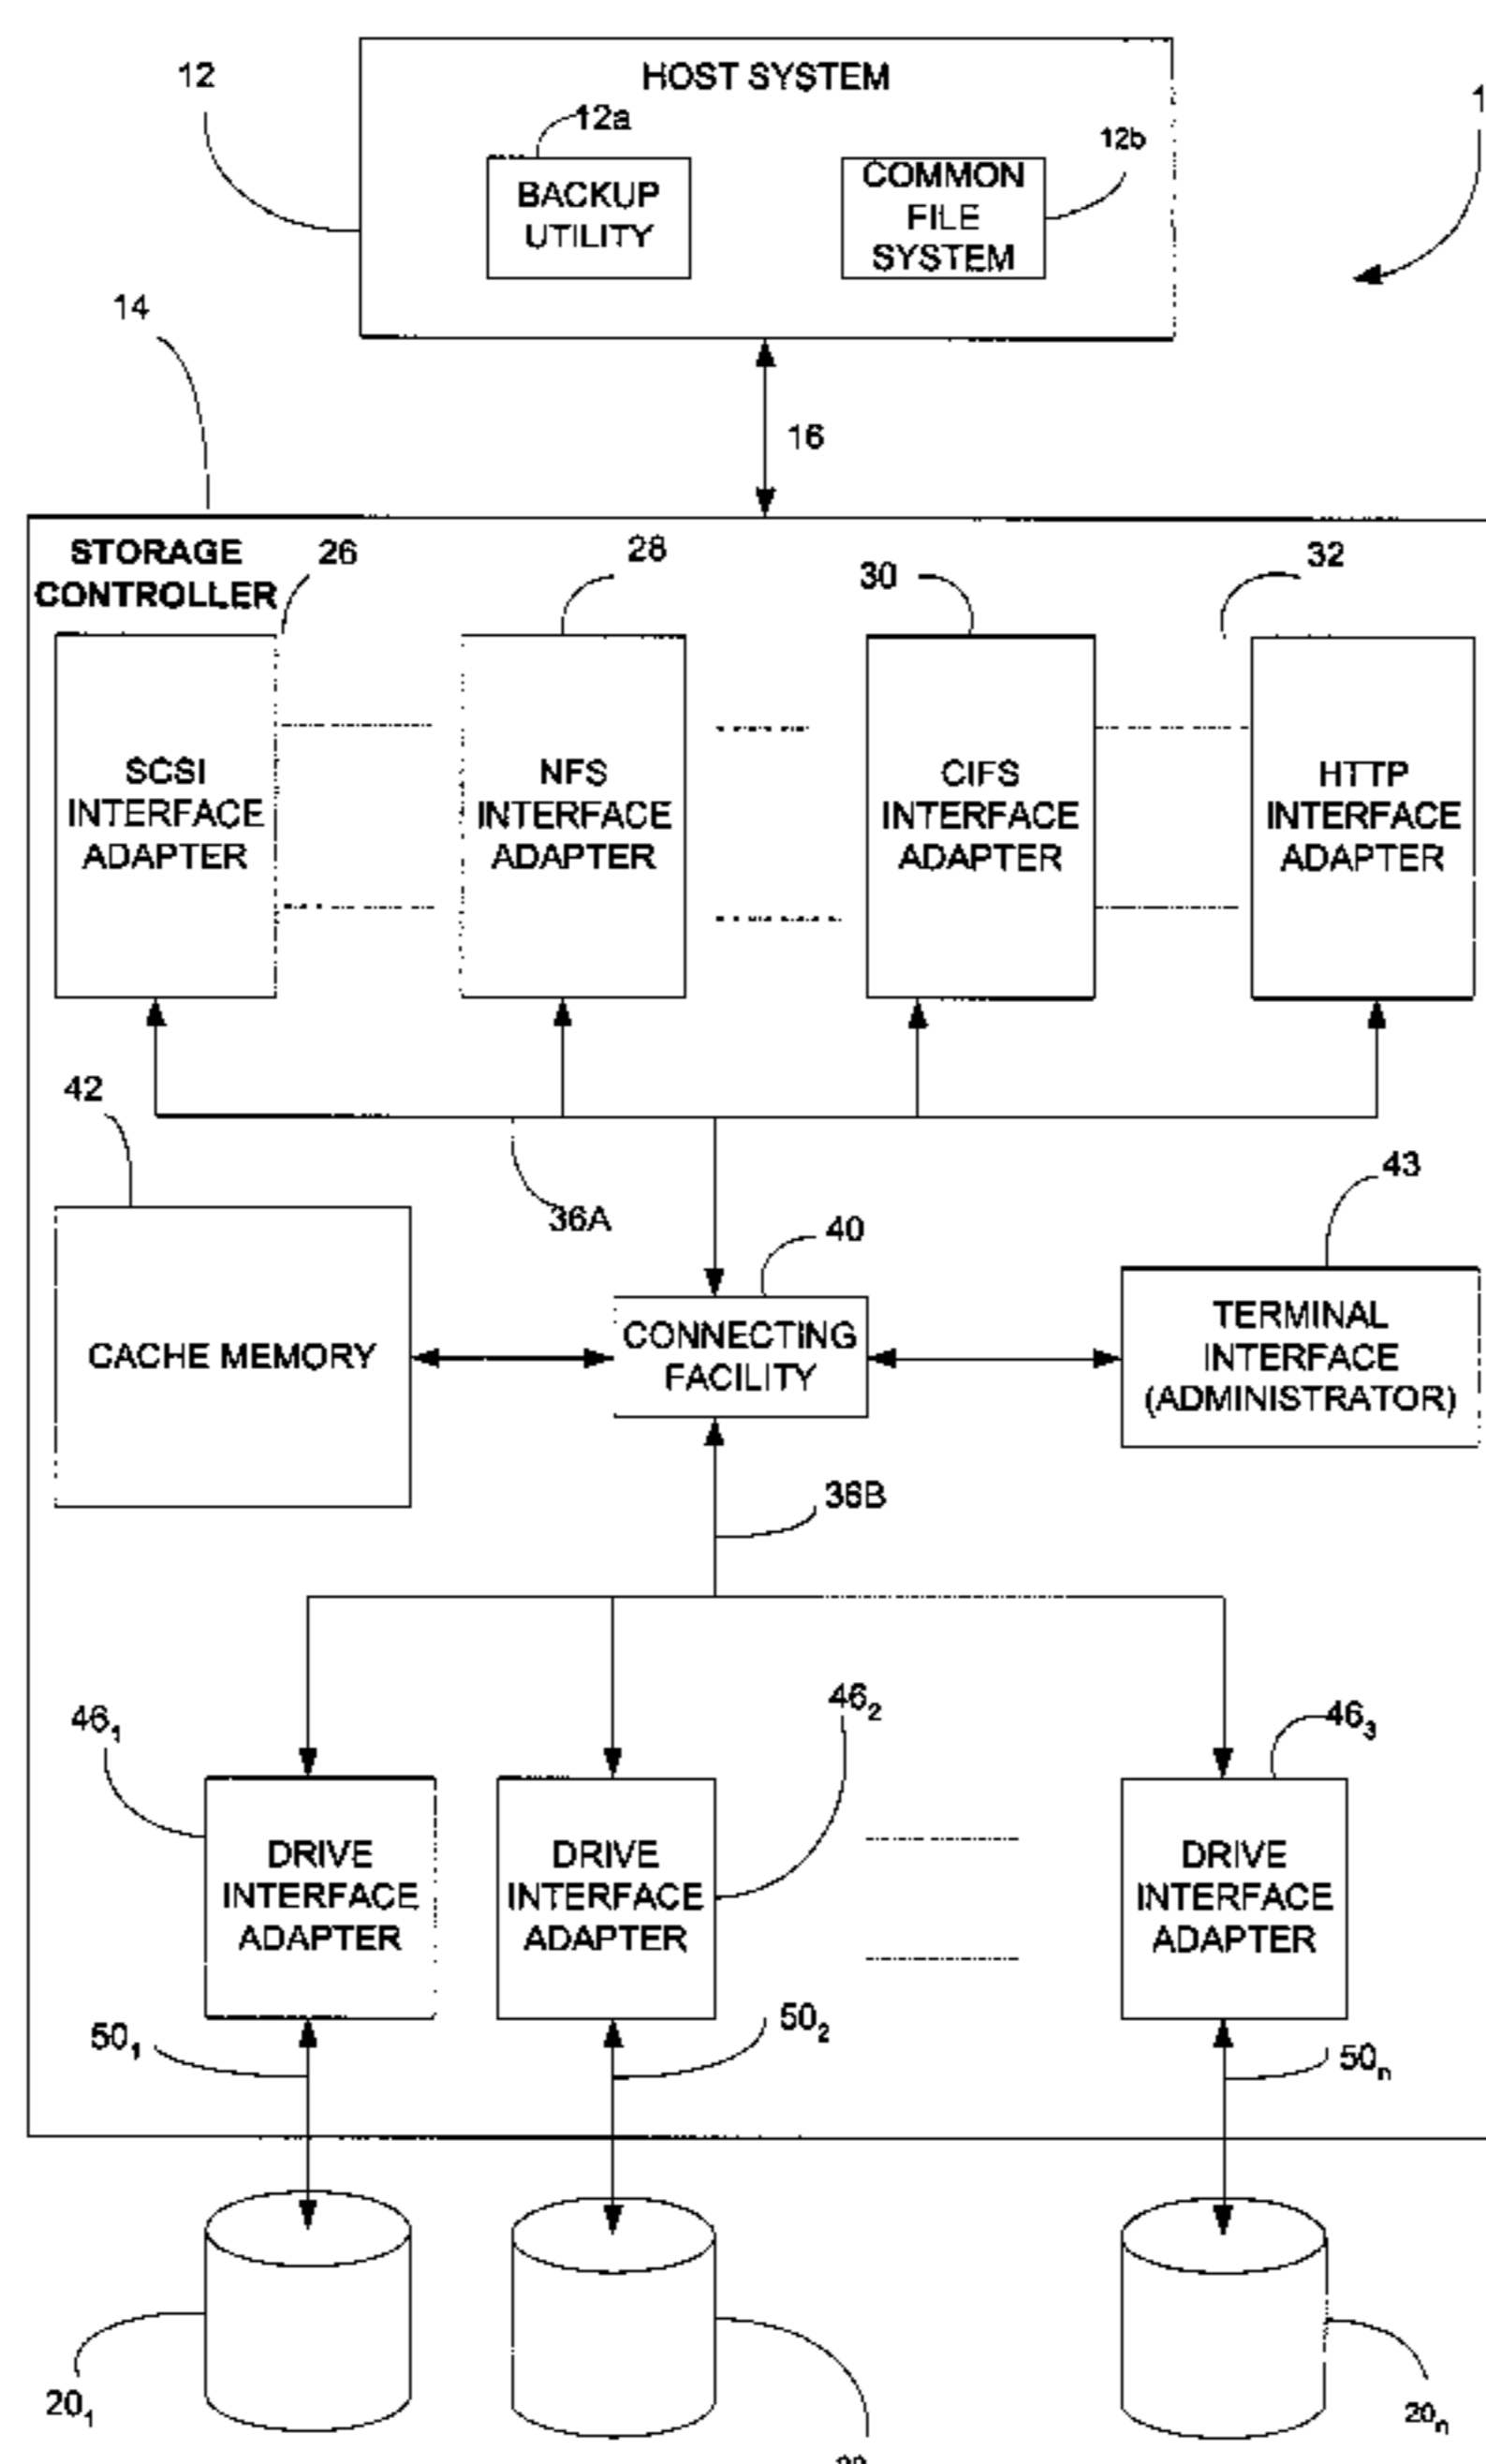 12
HOST SYSTEM
12a
12b
BACKUP
UTILITY
COMMON
FILE
SYSTEM
14
16
STORAGE
CONTROLLER
26
28
30
32
SCSI
INTERFACE
ADAPTER
NFS
INTERFACE
ADAPTER
CIFS
INTERFACE
ADAPTER
HTTP
INTERFACE
ADAPTER
42
36A
40
43
CACHE MEMORY
CONNECTING
FACILITY
TERMINAL
INTERFACE
(ADMINISTRATOR)
36B
46₁
46₂
46₃
DRIVE
INTERFACE
ADAPTER
DRIVE
INTERFACE
ADAPTER
DRIVE
INTERFACE
ADAPTER
50₁
50₂
50ₙ
20₁
20ₙ